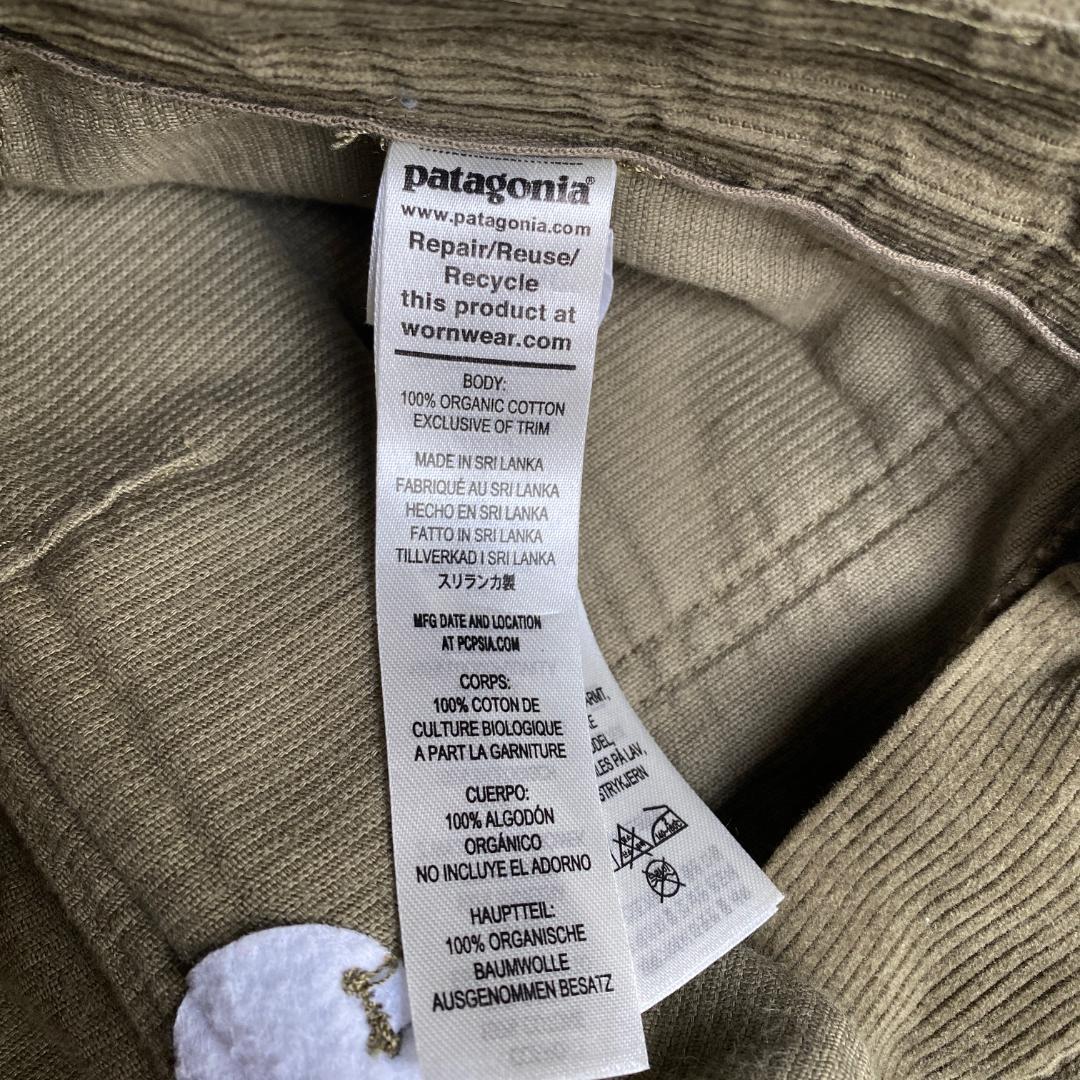 patagonia®
www.patagonia.com
Repair/Reuse/
Recycle
this product at
wornwear.com
BODY:
100% ORGANIC COTTON
EXCLUSIVE OF TRIM
MADE IN SRI LANKA
FABRIQUÉ AU SRI LANKA
HECHO EN SRI LANKA
FATTO IN SRI LANKA
TILLVERKAD I SRI LANKA
スリランカ製
MFG DATE AND LOCATION
AT PCPSIA.COM
CORPS:
100% COTON DE
CULTURE BIOLOGIQUE
A PART LA GARNITURE
CUERPO:
100% ALGODÓN
ORGÁNICO
NO INCLUYE EL ADORNO
HAUPTTEIL:
100% ORGANISCHE
BAUMWOLLE
AUSGENOMMEN BESATZ
PÅ LAV,
STRYKJERN